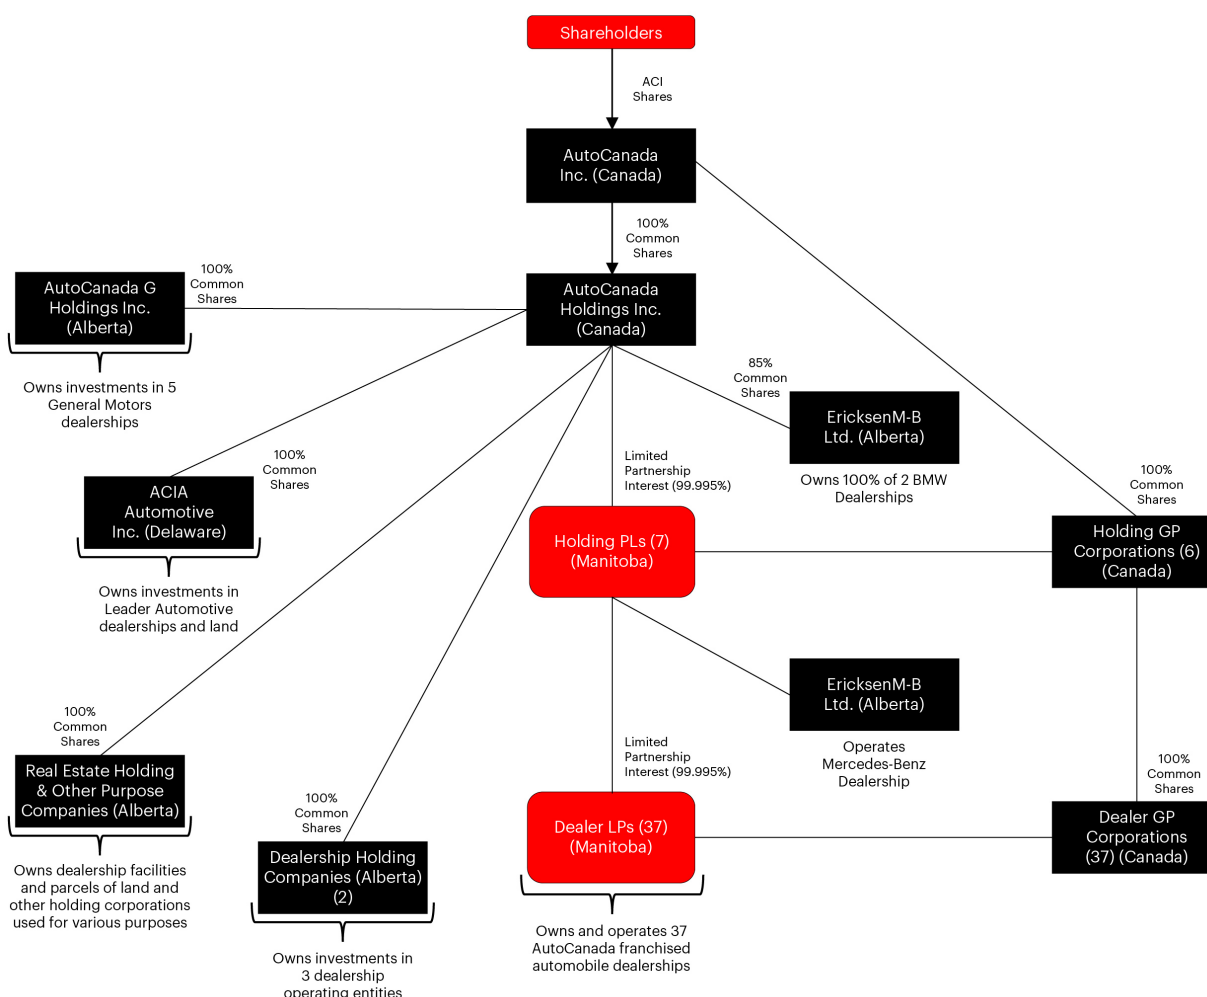 Shareholders
ACI
Shares
AutoCanada
Inc. (Canada)
100%
Common
Shares
AutoCanada G
Holdings Inc.
(Alberta)
100%
Common
Shares
AutoCanada
Holdings Inc.
(Canada)
Owns investments in 5
General Motors
dealerships
85%
Common
Shares
EricksenM-B
Ltd. (Alberta)
Owns 100% of 2 BMW
Dealerships
100%
Common
Shares
ACIA
Automotive
Inc. (Delaware)
Owns investments in
Leader Automotive
dealerships and land
Limited
Partnership
Interest (99.995%)
100%
Common
Shares
Holding PLs (7)
(Manitoba)
Holding GP
Corporations (6)
(Canada)
EricksenM-B
Ltd. (Alberta)
Operates
Mercedes-Benz
Dealership
100%
Common
Shares
Real Estate Holding
& Other Purpose
Companies (Alberta)
Owns dealership facilities
and parcels of land and
other holding corporations
used for various purposes
100%
Common
Shares
Dealership Holding
Companies (Alberta)
(2)
Owns investments in
3 dealership
operating entities
Limited
Partnership
Interest (99.995%)
Dealer LPs (37)
(Manitoba)
Owns and operates 37
AutoCanada franchised
automobile dealerships
100%
Common
Shares
Dealer GP
Corporations
(37) (Canada)